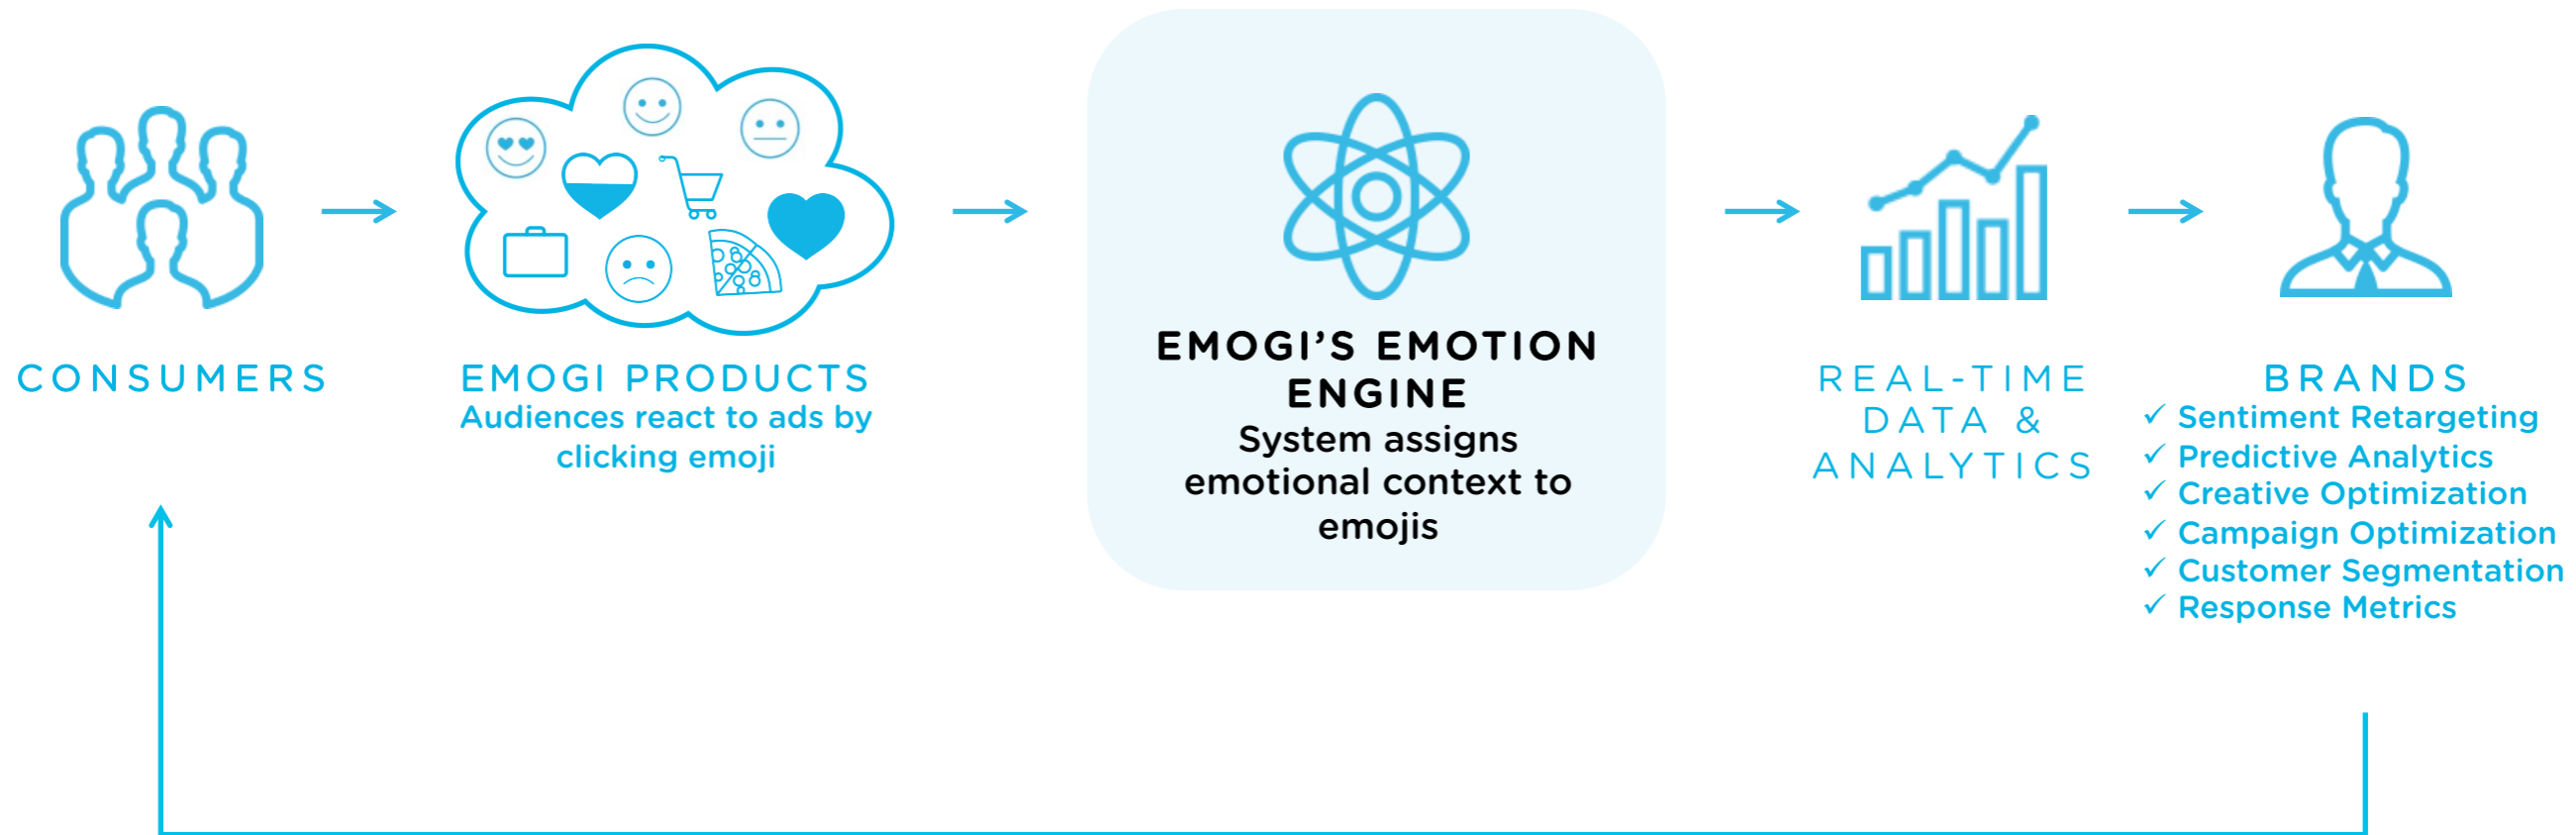 CONSUMERS
EMOGI PRODUCTS
Audiences react to ads by
clicking emoji
EMOGI’S EMOTION
ENGINE
System assigns
emotional context to
emojis
REAL-TIME
DATA &
ANALYTICS
BRANDS
✓ Sentiment Retargeting
✓ Predictive Analytics
✓ Creative Optimization
✓ Campaign Optimization
✓ Customer Segmentation
✓ Response Metrics